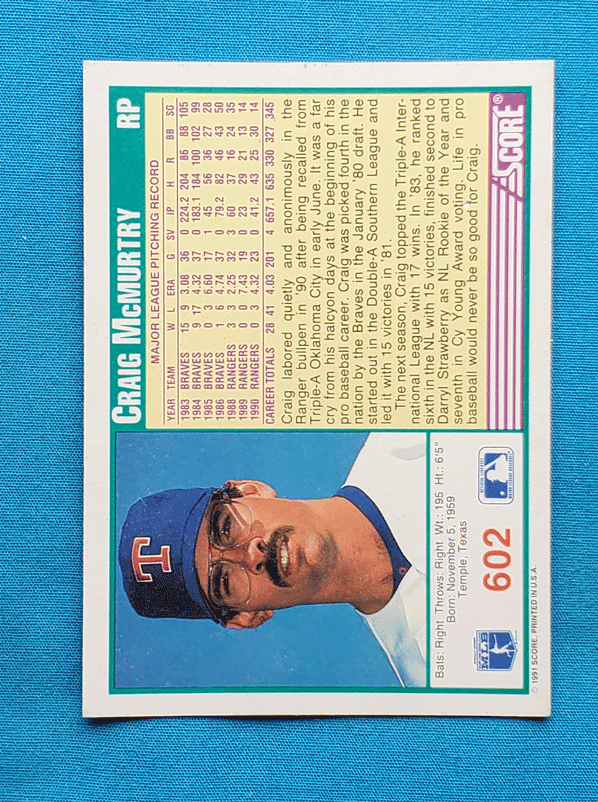 CRAIG McMURTRY RP
MAJOR LEAGUE PITCHING RECORD
YEAR TEAM W L ERA G SV IP H R BB SO
1983 BRAVES 15 9 3.08 36 0 224.2 204 86 88 105
1984 BRAVES 9 17 4.32 37 0 183.1 184 100 102 99
1985 BRAVES 0 3 6.60 17 1 45 56 36 27 28
1986 BRAVES 1 6 4.74 37 0 79.2 82 46 43 50
1988 RANGERS 3 3 2.25 32 3 60 37 16 24 35
1989 RANGERS 0 0 7.43 19 0 23 29 21 13 14
1990 RANGERS 0 3 4.32 23 0 41.2 43 25 30 14
CAREER TOTALS 28 41 4.03 201 4 657.1 635 330 327 345
Craig labored quietly and anonimously in the
Ranger bullpen in '90 after being recalled from
Triple-A Oklahoma City in early June. It was a far
cry from his halcyon days at the beginning of his
pro baseball career. Craig was picked fourth in the
nation by the Braves in the January '80 draft. He
started out in the Double-A Southern League and
led it with 15 victories in '81.
The next season, Craig topped the Triple-A Inter-
national League with 17 wins. In '83, he ranked
sixth in the NL with 15 victories, finished second to
Darryl Strawberry as NL Rookie of the Year and
seventh in Cy Young Award voting. Life in pro
baseball would never be so good for Craig.
SCORE®
T
Bats: Right Throws: Right Wt.: 195 Ht.: 6'5"
Born: November 5, 1959
Temple, Texas
MLB
602
© 1991 SCORE, PRINTED IN U.S.A.